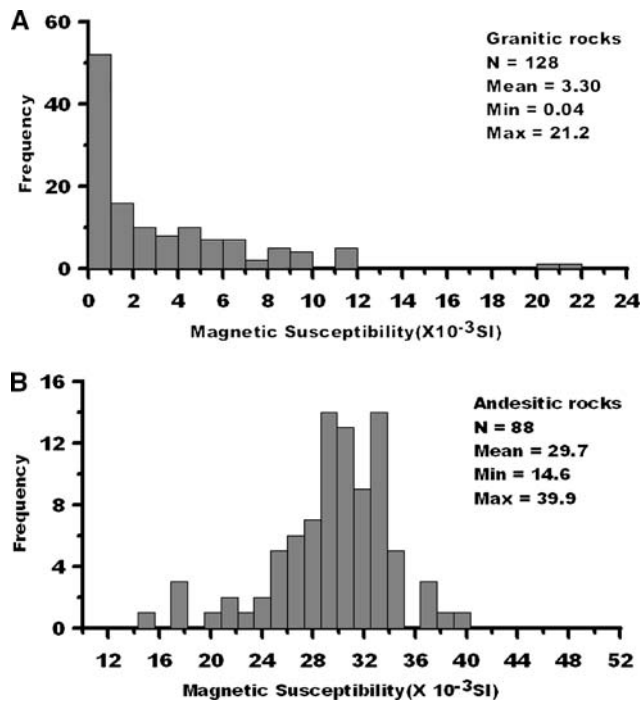 A
60
Granitic rocks
N = 128
Mean = 3.30
Min = 0.04
Max = 21.2
40
Frequency
20
0
0 2 4 6 8 10 12 14 16 18 20 22 24
Magnetic Susceptibility(X10-3SI)
B
16
Andesitic rocks
N = 88
Mean = 29.7
Min = 14.6
Max = 39.9
12
Frequency
8
4
0
12 16 20 24 28 32 36 40 44 48 52
Magnetic Susceptibility(X 10-3SI)